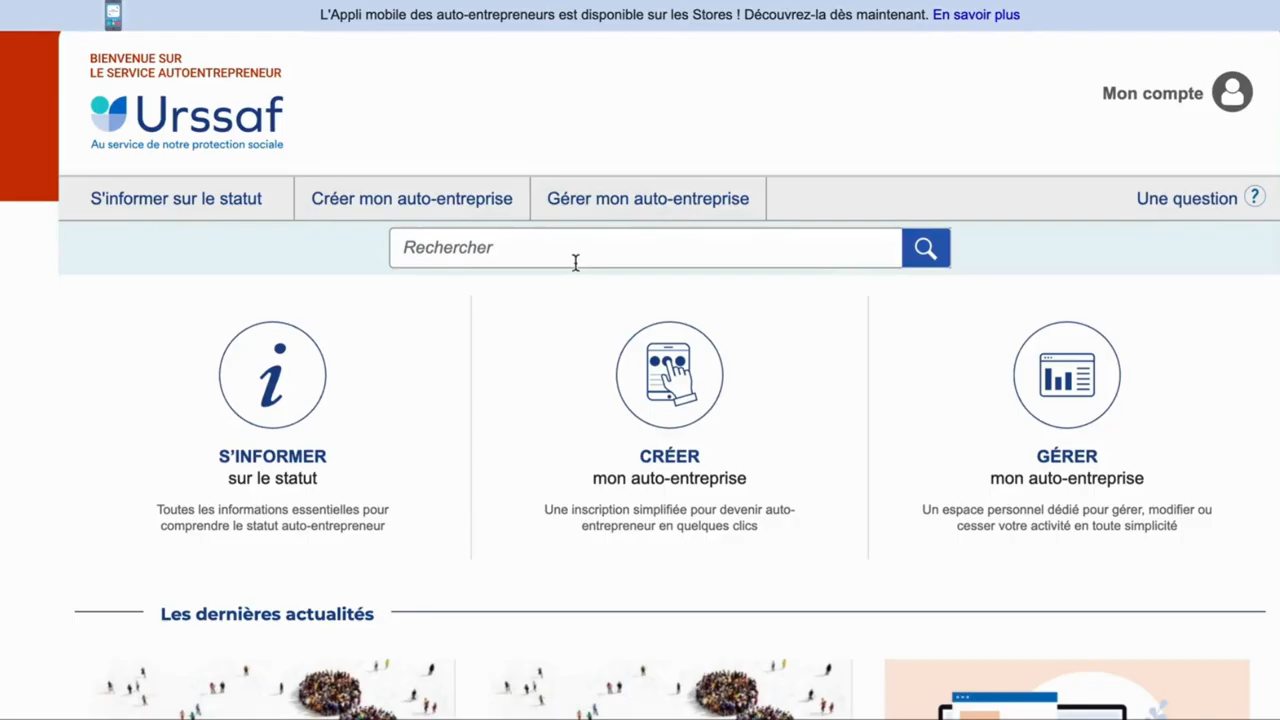 L'Appli mobile des auto-entrepreneurs est disponible sur les Stores ! Découvrez-la dès maintenant. En savoir plus
BIENVENUE SUR
LE SERVICE AUTOENTREPRENEUR
Urssaf
Au service de notre protection sociale
Mon compte
S'informer sur le statut
Créer mon auto-entreprise
Gérer mon auto-entreprise
Une question ?
Rechercher
S'INFORMER
sur le statut
Toutes les informations essentielles pour
comprendre le statut auto-entrepreneur
CRÉER
mon auto-entreprise
Une inscription simplifiée pour devenir auto-
entrepreneur en quelques clics
GÉRER
mon auto-entreprise
Un espace personnel dédié pour gérer, modifier ou
cesser votre activité en toute simplicité
Les dernières actualités